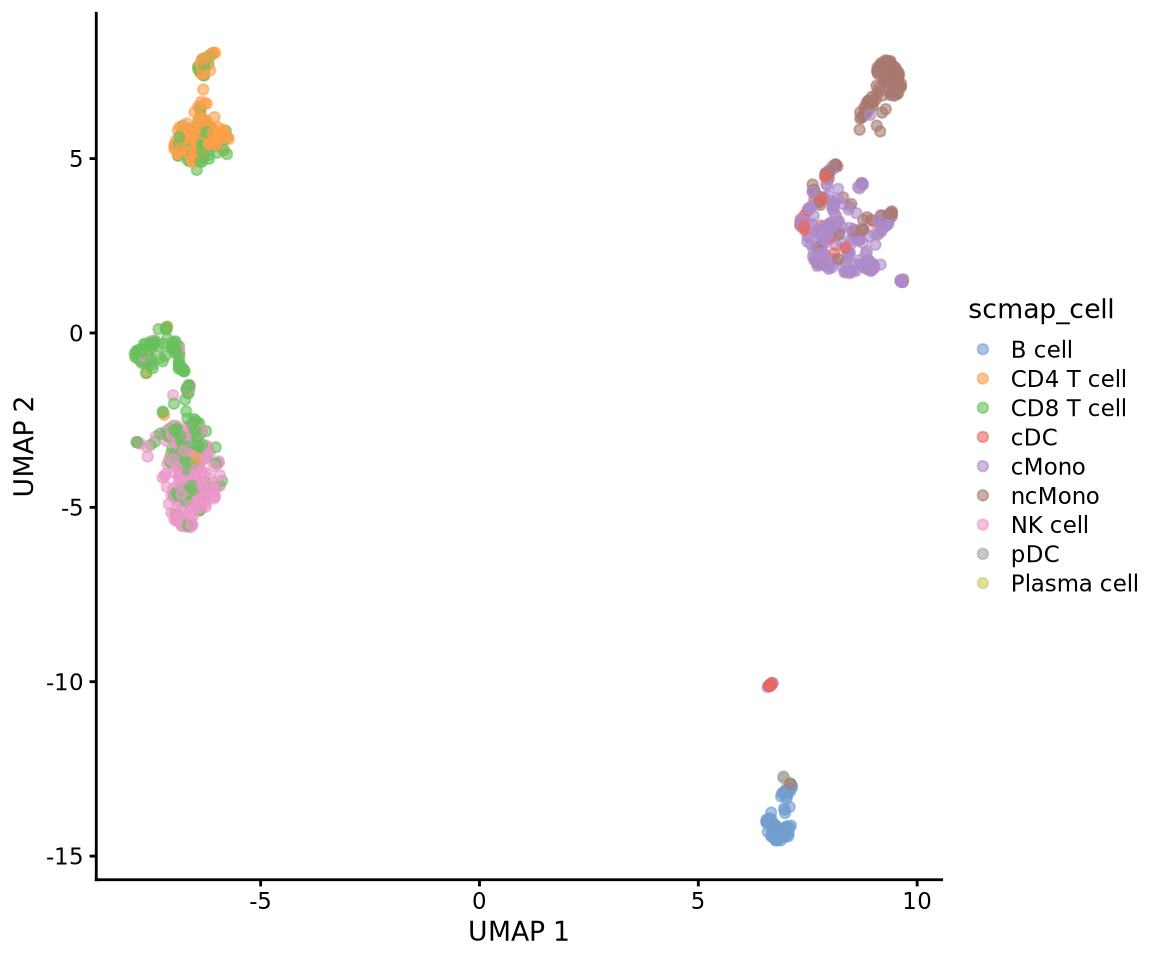 5
0
-5
-10
-15
UMAP 2
-5
0
5
10
UMAP 1
scmap_cell
B cell
CD4 T cell
CD8 T cell
cDC
cMono
ncMono
NK cell
pDC
Plasma cell